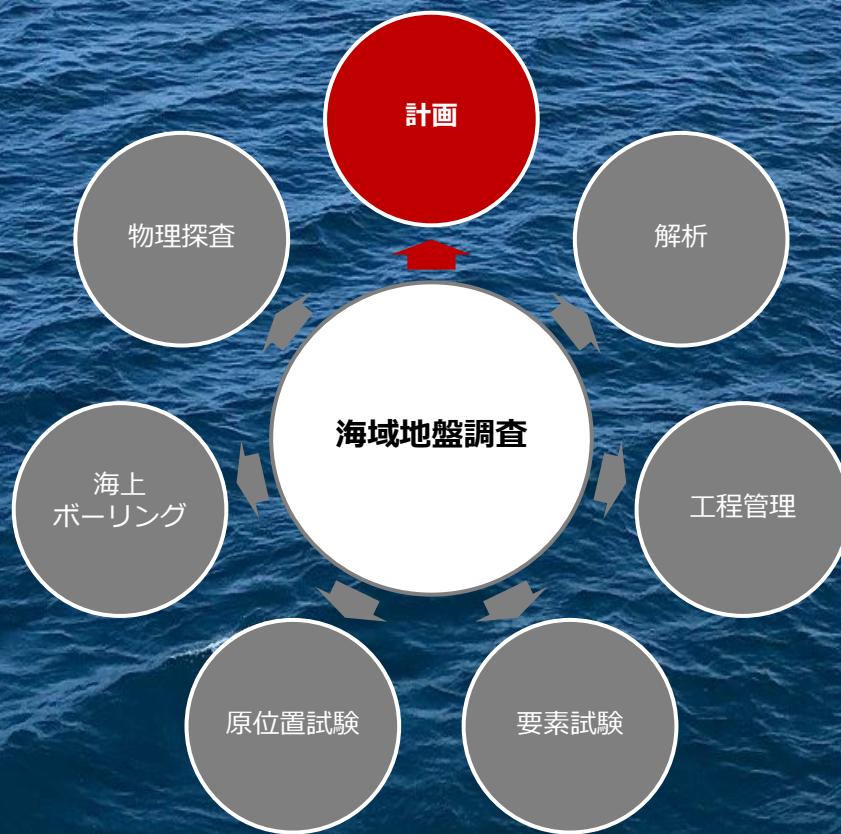 計画
物理探査
解析
海域地盤調査
海上
ボーリング
工程管理
原位置試験
要素試験